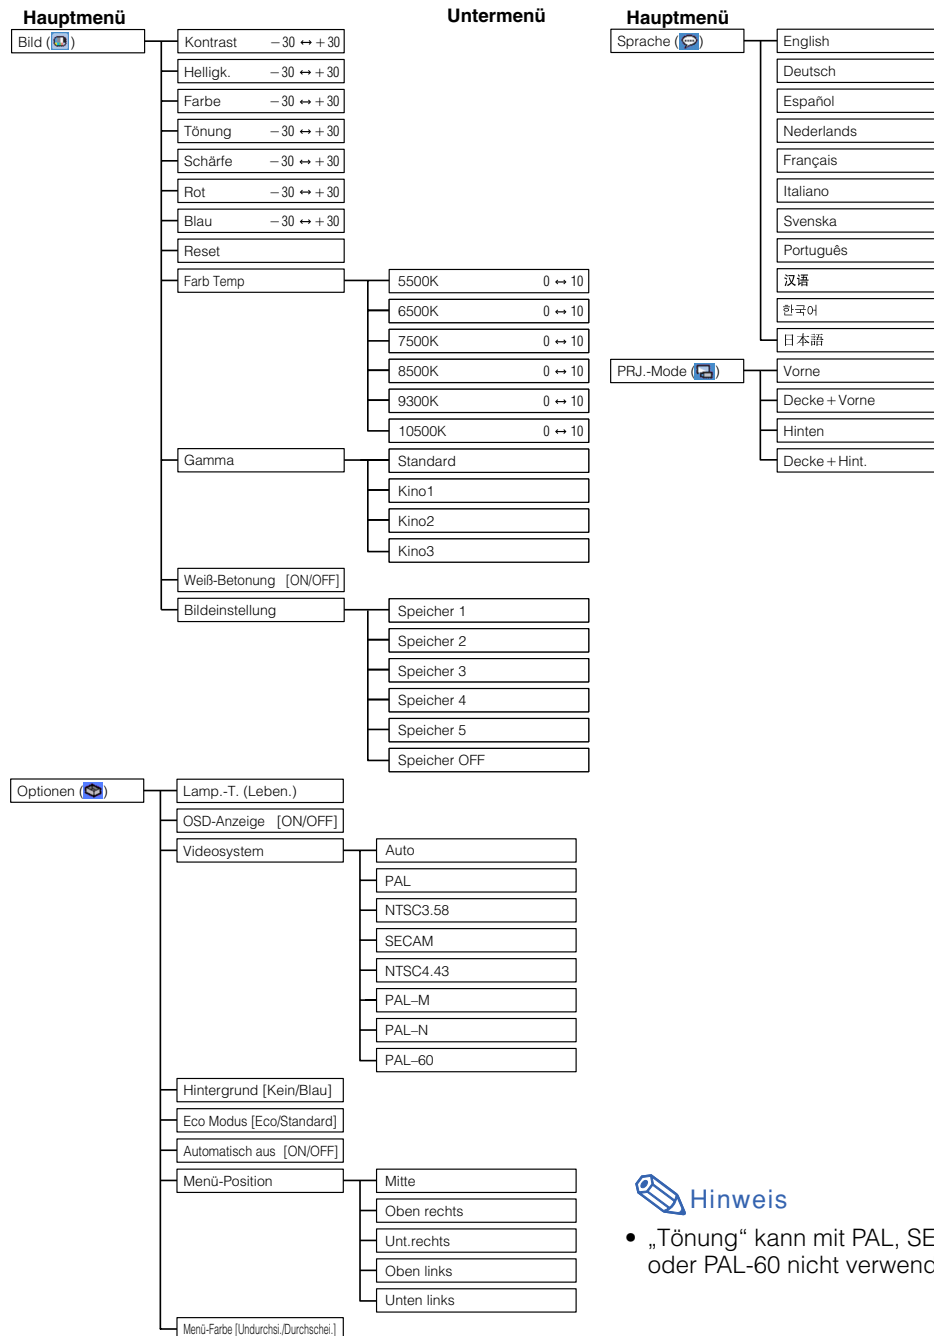 Hauptmenü
Bild ()
Kontrast −30 ↔ +30
Helligk. −30 ↔ +30
Farbe −30 ↔ +30
Tönung −30 ↔ +30
Schärfe −30 ↔ +30
Rot −30 ↔ +30
Blau −30 ↔ +30
Reset
Farb Temp
Gamma
Weiß-Betonung [ON/OFF]
Bildeinstellung
Untermenü
5500K 0 ↔ 10
6500K 0 ↔ 10
7500K 0 ↔ 10
8500K 0 ↔ 10
9300K 0 ↔ 10
10500K 0 ↔ 10
Standard
Kino1
Kino2
Kino3
Speicher 1
Speicher 2
Speicher 3
Speicher 4
Speicher 5
Speicher OFF
Optionen ()
Lamp.-T. (Leben.)
OSD-Anzeige [ON/OFF]
Videosystem
Auto
PAL
NTSC3.58
SECAM
NTSC4.43
PAL–M
PAL–N
PAL–60
Hintergrund [Kein/Blau]
Eco Modus [Eco/Standard]
Automatisch aus [ON/OFF]
Menü-Position
Mitte
Oben rechts
Unt.rechts
Oben links
Unten links
Menü-Farbe [Undurchsi./Durchschei.]
Hauptmenü
Sprache ()
English
Deutsch
Español
Nederlands
Français
Italiano
Svenska
Português
汉语
한국어
日本語
PRJ.-Mode ()
Vorne
Decke+Vorne
Hinten
Decke+Hint.
Hinweis
• „Tönung“ kann mit PAL, SE
oder PAL-60 nicht verwend